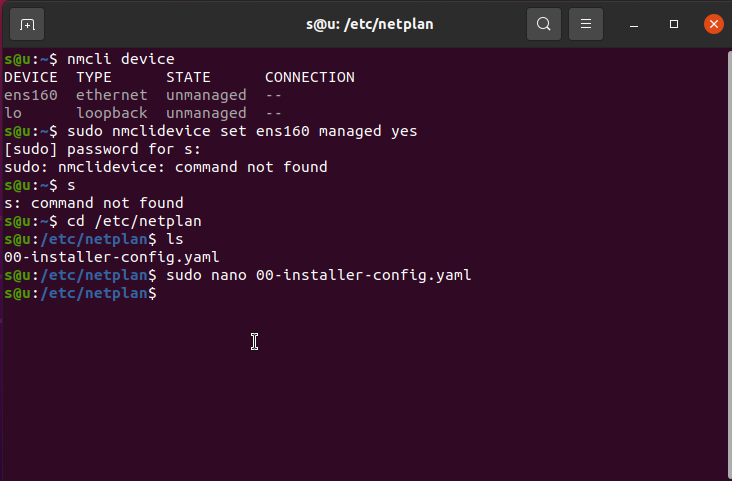 s@u: /etc/netplan
s@u:~$ nmcli device
DEVICE  TYPE      STATE      CONNECTION
ens160  ethernet  unmanaged  --
lo      loopback  unmanaged  --
s@u:~$ sudo nmclidevice set ens160 managed yes
[sudo] password for s:
sudo: nmclidevice: command not found
s@u:~$ s
s: command not found
s@u:~$ cd /etc/netplan
s@u:/etc/netplan$ ls
00-installer-config.yaml
s@u:/etc/netplan$ sudo nano 00-installer-config.yaml
s@u:/etc/netplan$